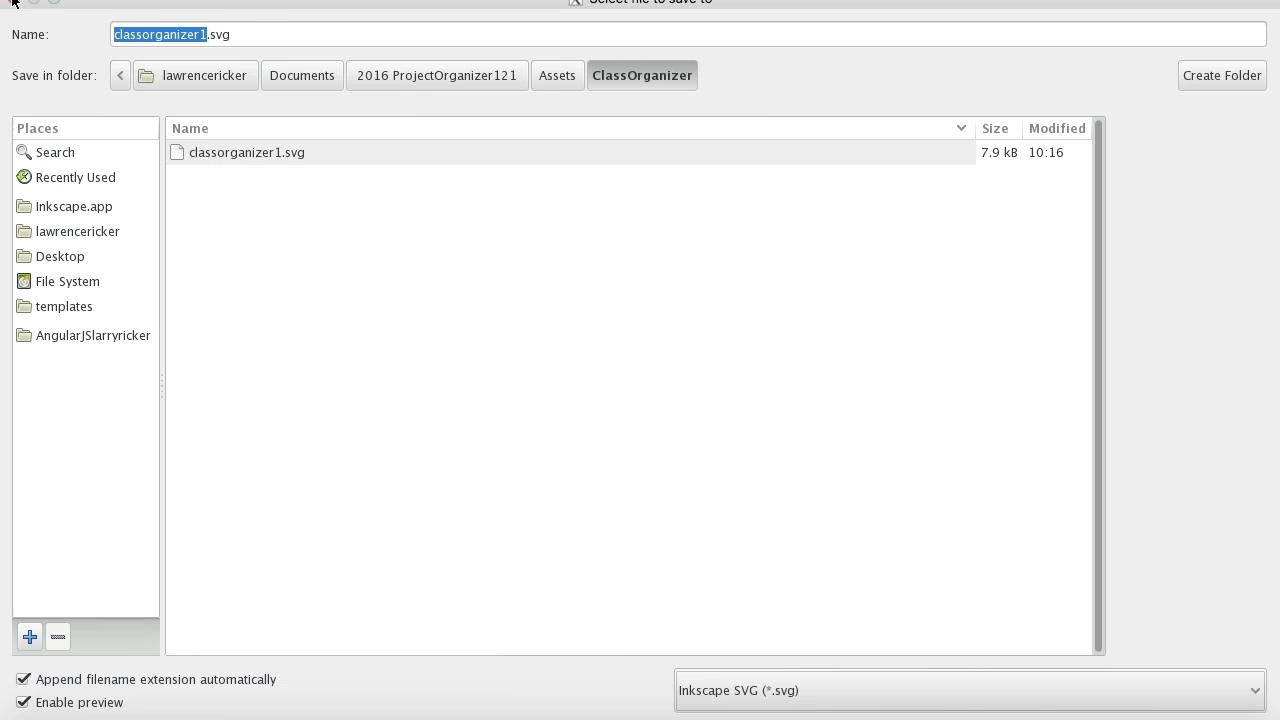 Select file to save to
Name: classorganizer1.svg
Save in folder: lawrencericker Documents 2016 ProjectOrganizer121 Assets ClassOrganizer Create Folder
Places
Search
Recently Used
Inkscape.app
lawrencericker
Desktop
File System
templates
AngularJSlarryricker
Name Size Modified
classorganizer1.svg 7.9 kB 10:16
Append filename extension automatically
Enable preview
Inkscape SVG (*.svg)